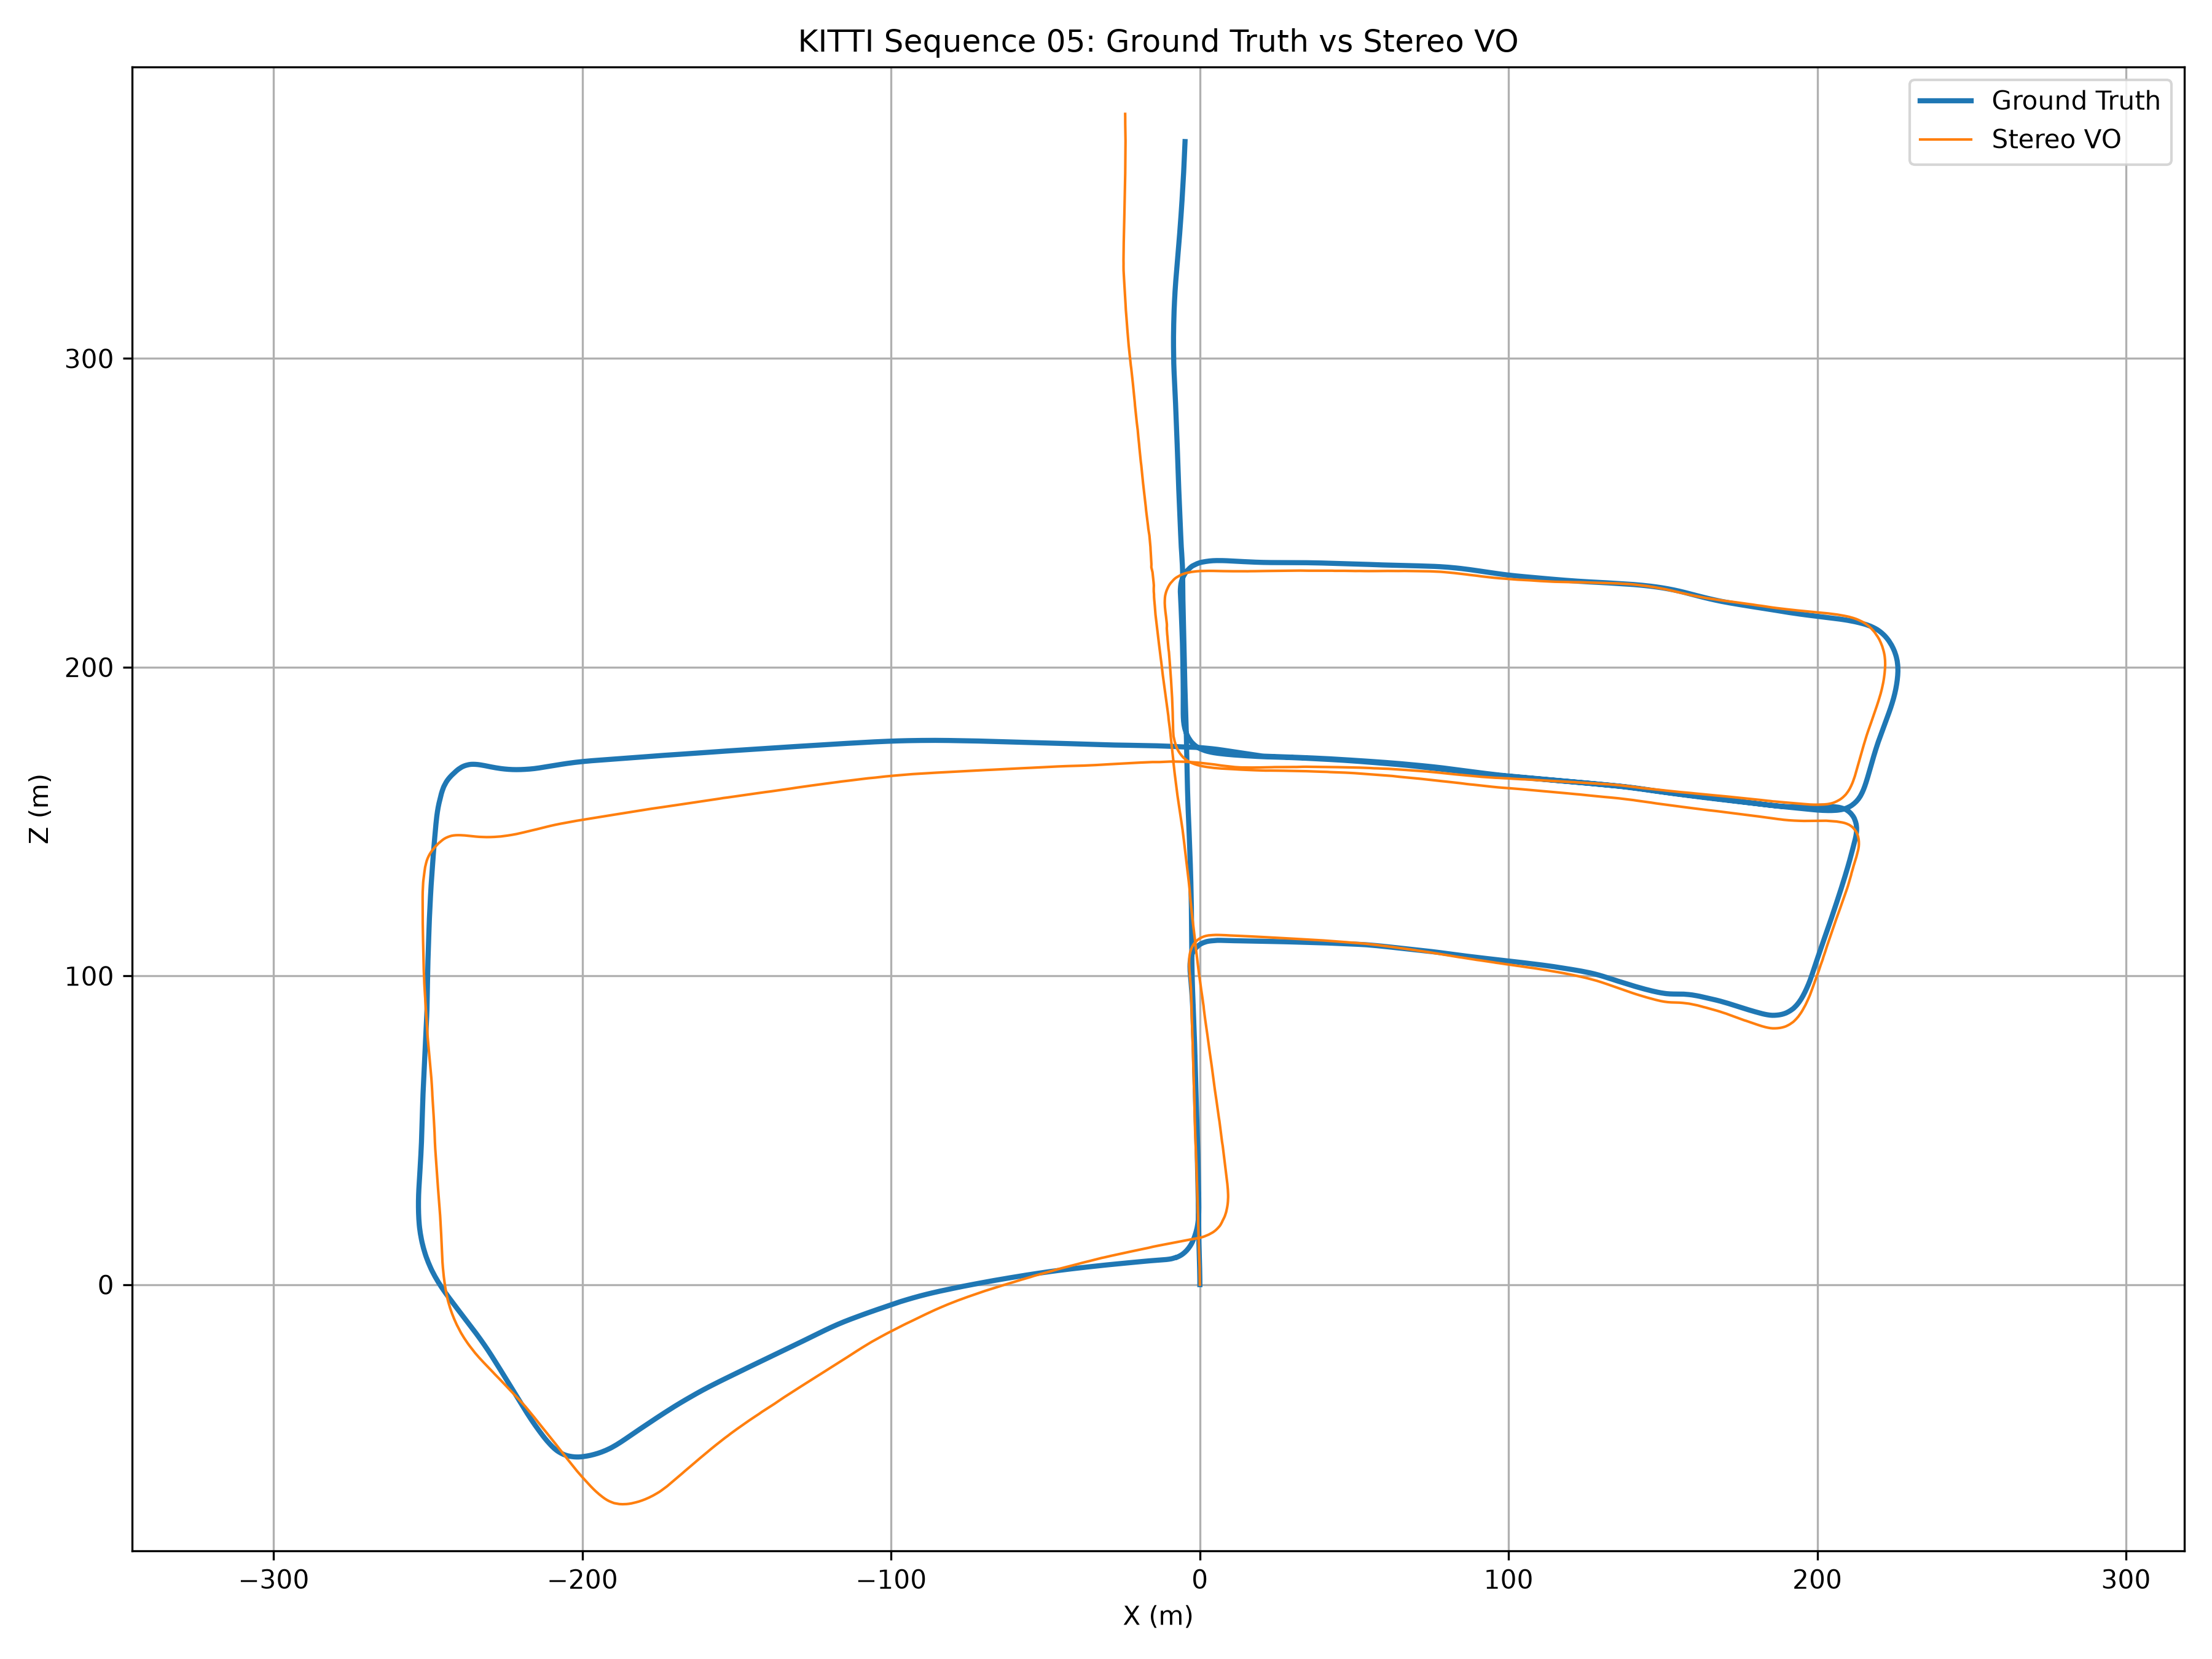 KITTI Sequence 05: Ground Truth vs Stereo VO
Ground Truth
Stereo VO
300
200
100
0
Z (m)
−300
−200
−100
0
100
200
300
X (m)